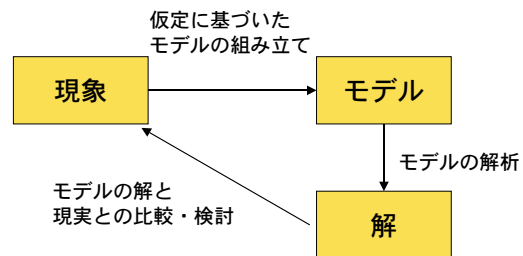 仮定に基づいた
モデルの組み立て
現象
モデル
モデルの解析
モデルの解と
現実との比較・検討
解